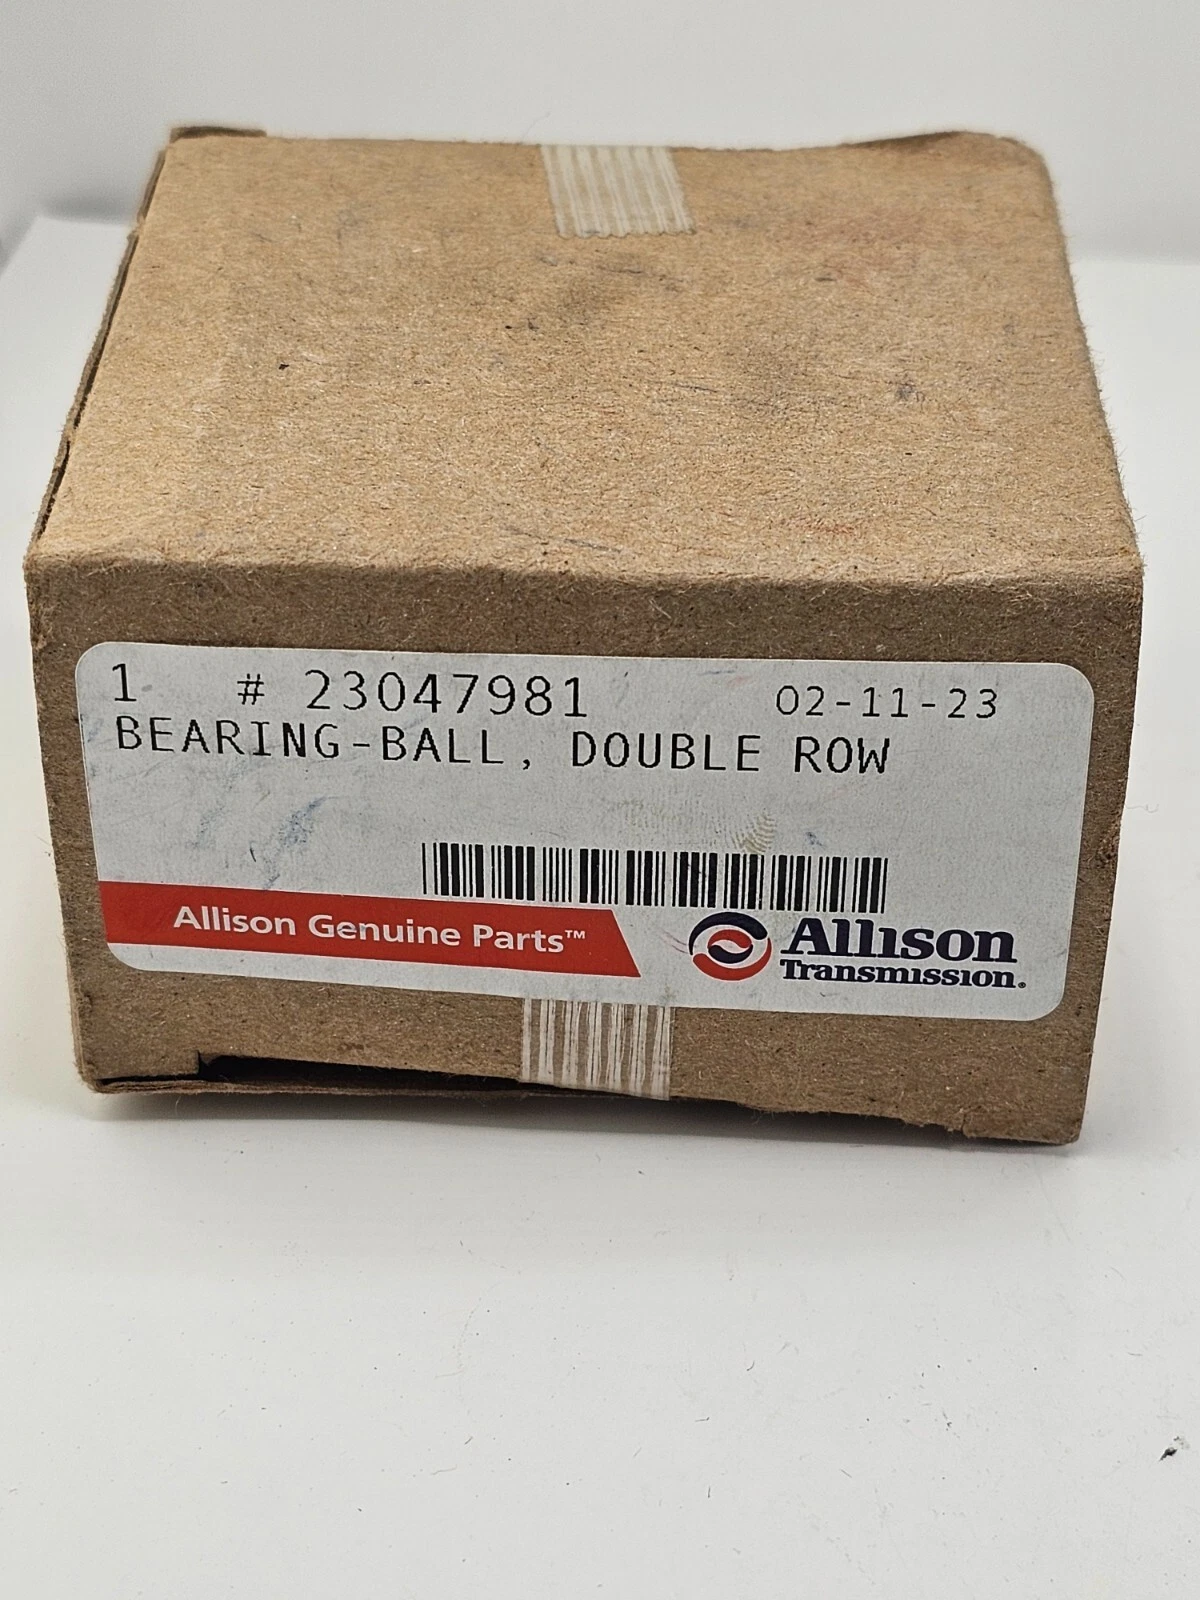 1 # 23047981 02-11-23
BEARING-BALL, DOUBLE ROW
Allison Genuine Parts™
Allison
Transmission.